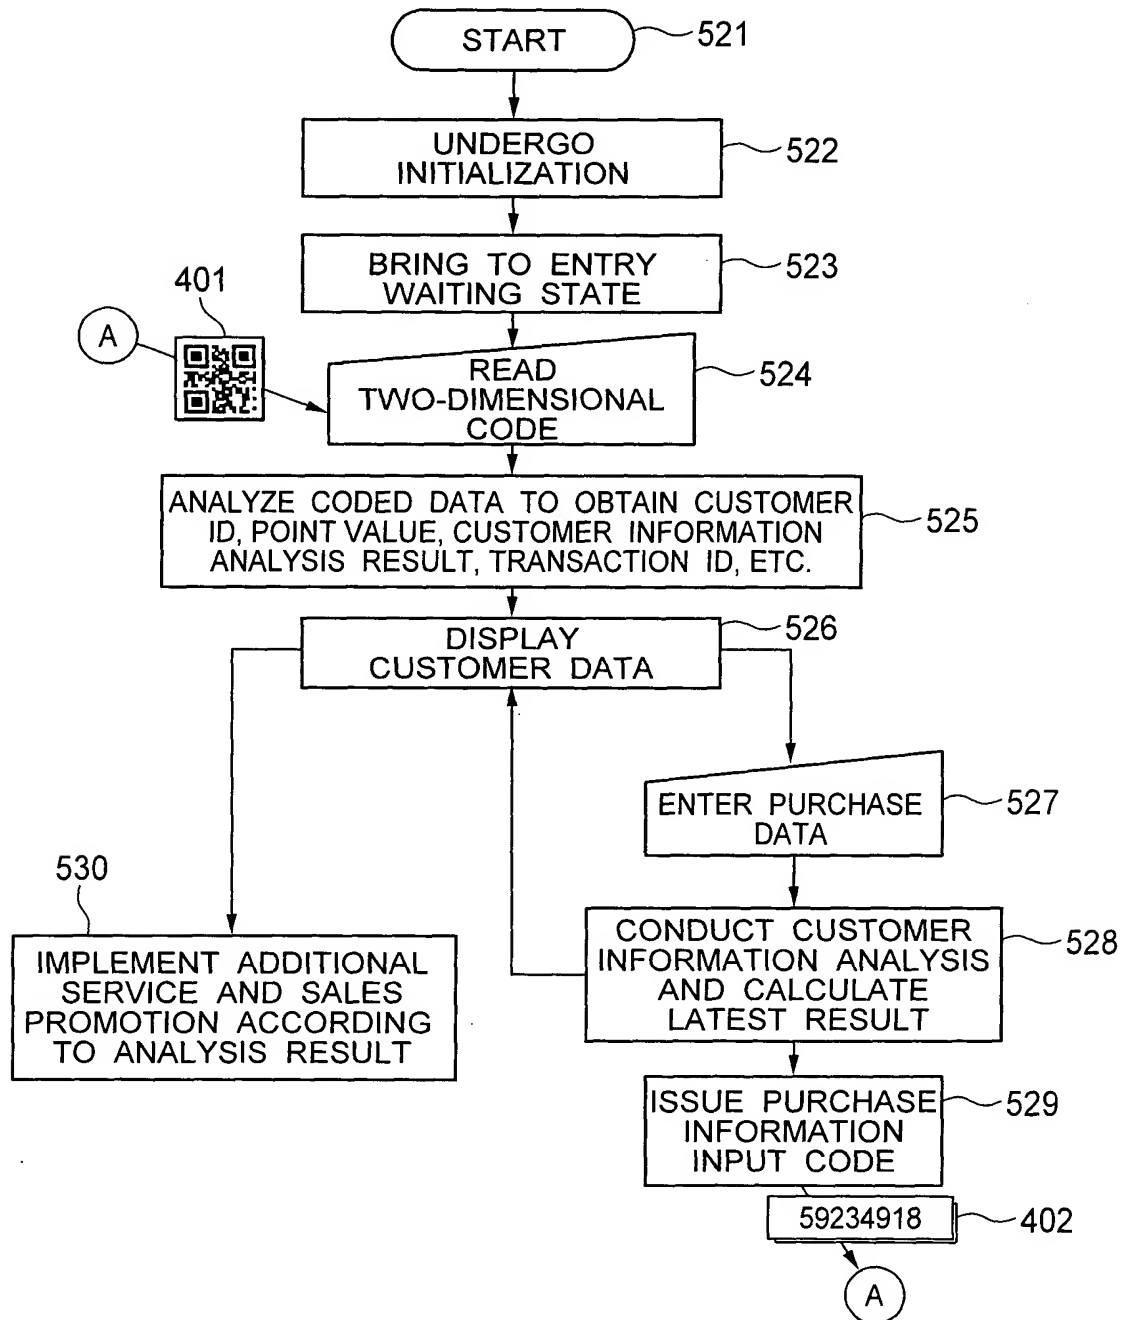 START
521
UNDERGO
INITIALIZATION
522
BRING TO ENTRY
WAITING STATE
523
401
A
READ
TWO-DIMENSIONAL
CODE
524
ANALYZE CODED DATA TO OBTAIN CUSTOMER
ID, POINT VALUE, CUSTOMER INFORMATION
ANALYSIS RESULT, TRANSACTION ID, ETC.
525
DISPLAY
CUSTOMER DATA
526
ENTER PURCHASE
DATA
527
530
IMPLEMENT ADDITIONAL
SERVICE AND SALES
PROMOTION ACCORDING
TO ANALYSIS RESULT
CONDUCT CUSTOMER
INFORMATION ANALYSIS
AND CALCULATE
LATEST RESULT
528
ISSUE PURCHASE
INFORMATION
INPUT CODE
529
59234918
402
A